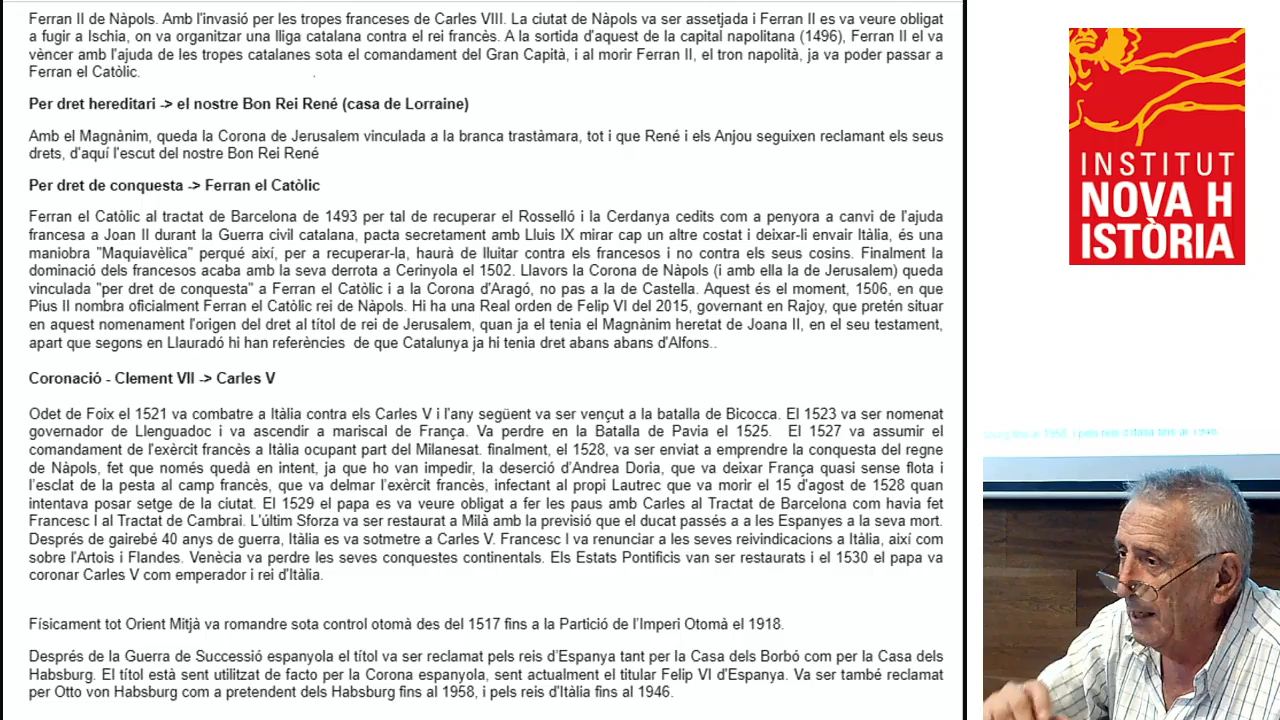 Ferran II de Nàpols. Amb l'invasió per les tropes franceses de Carles VIII. La ciutat de Nàpols va ser assetjada i Ferran II es va veure obligat
a fugir a Ischia, on va organitzar una lliga catalana contra el rei francès. A la sortida d'aquest de la capital napolitana (1496), Ferran II el va
vèncer amb l'ajuda de les tropes catalanes sota el comandament del Gran Capità, i al morir Ferran II, el tron napolità, ja va poder passar a
Ferran el Catòlic.
Per dret hereditari -> el nostre Bon Rei René (casa de Lorraine)
Amb el Magnànim, queda la Corona de Jerusalem vinculada a la branca trastàmara, tot i que René i els Anjou seguixen reclamant els seus
drets, d'aquí l'escut del nostre Bon Rei René
Per dret de conquesta -> Ferran el Catòlic
Ferran el Catòlic al tractat de Barcelona de 1493 per tal de recuperar el Rosselló i la Cerdanya cedits com a penyora a canvi de l'ajuda
francesa a Joan II durant la Guerra civil catalana, pacta secretament amb Lluis IX mirar cap un altre costat i deixar-li envair Itàlia, és una
maniobra "Maquiavèlica" perqué així, per a recuperar-la, haurà de lluitar contra els francesos i no contra els seus cosins. Finalment la
dominació dels francesos acaba amb la seva derrota a Cerinyola el 1502. Llavors la Corona de Nàpols (i amb ella la de Jerusalem) queda
vinculada "per dret de conquesta" a Ferran el Catòlic i a la Corona d'Aragó, no pas a la de Castella. Aquest és el moment, 1506, en que
Pius II nombra oficialment Ferran el Catòlic rei de Nàpols. Hi ha una Real orden de Felip VI del 2015, governant en Rajoy, que pretén situar
en aquest nomenament l'origen del dret al títol de rei de Jerusalem, quan ja el tenia el Magnànim heretat de Joana II, en el seu testament,
apart que segons en Llauradó hi han referències de que Catalunya ja hi tenia dret abans abans d'Alfons..
Coronació - Clement VII -> Carles V
Odet de Foix el 1521 va combatre a Itàlia contra els Carles V i l'any següent va ser vençut a la batalla de Bicocca. El 1523 va ser nomenat
governador de Llenguadoc i va ascendir a mariscal de França. Va perdre en la Batalla de Pavia el 1525. El 1527 va assumir el
comandament de l'exèrcit francès a Itàlia ocupant part del Milanesat. finalment, el 1528, va ser enviat a emprendre la conquesta del regne
de Nàpols, fet que només quedà en intent, ja que ho van impedir, la deserció d'Andrea Doria, que va deixar França quasi sense flota i
l'esclat de la pesta al camp francès, que va delmar l'exèrcit francès, infectant al propi Lautrec que va morir el 15 d'agost de 1528 quan
intentava posar setge de la ciutat. El 1529 el papa es va veure obligat a fer les paus amb Carles al Tractat de Barcelona com havia fet
Francesc I al Tractat de Cambrai. L'últim Sforza va ser restaurat a Milà amb la previsió que el ducat passés a a les Espanyes a la seva mort.
Després de gairebé 40 anys de guerra, Itàlia es va sotmetre a Carles V. Francesc I va renunciar a les seves reivindicacions a Itàlia, així com
sobre l'Artois i Flandes. Venècia va perdre les seves conquestes continentals. Els Estats Pontificis van ser restaurats i el 1530 el papa va
coronar Carles V com emperador i rei d'Itàlia.
Físicament tot Orient Mitjà va romandre sota control otomà des del 1517 fins a la Partició de l'Imperi Otomà el 1918.
Després de la Guerra de Successió espanyola el títol va ser reclamat pels reis d'Espanya tant per la Casa dels Borbó com per la Casa dels
Habsburg. El títol està sent utilitzat de facto per la Corona espanyola, sent actualment el titular Felip VI d'Espanya. Va ser també reclamat
per Otto von Habsburg com a pretendent dels Habsburg fins al 1958, i pels reis d'Itàlia fins al 1946.
INSTITUT
NOVA H
ISTÒRIA